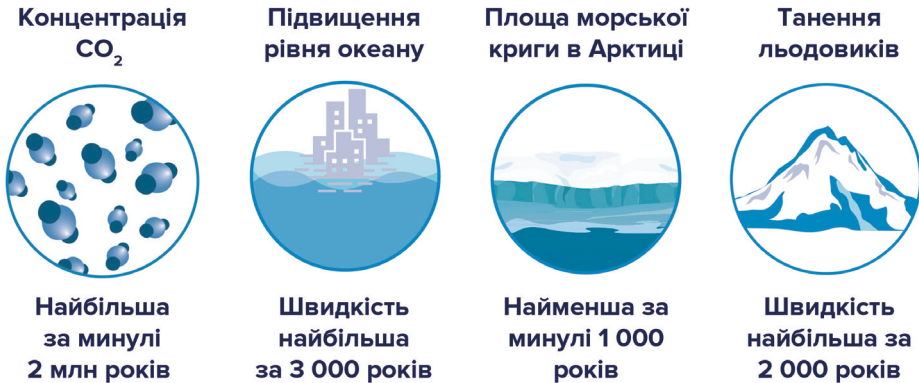 Концентрація
CO₂
Підвищення
рівня океану
Площа морської
криги в Арктиці
Танення
льодовиків
Найбільша
за минулі
2 млн років
Швидкість
найбільша
за 3 000 років
Найменша за
минулі 1 000
років
Швидкість
найбільша за
2 000 років